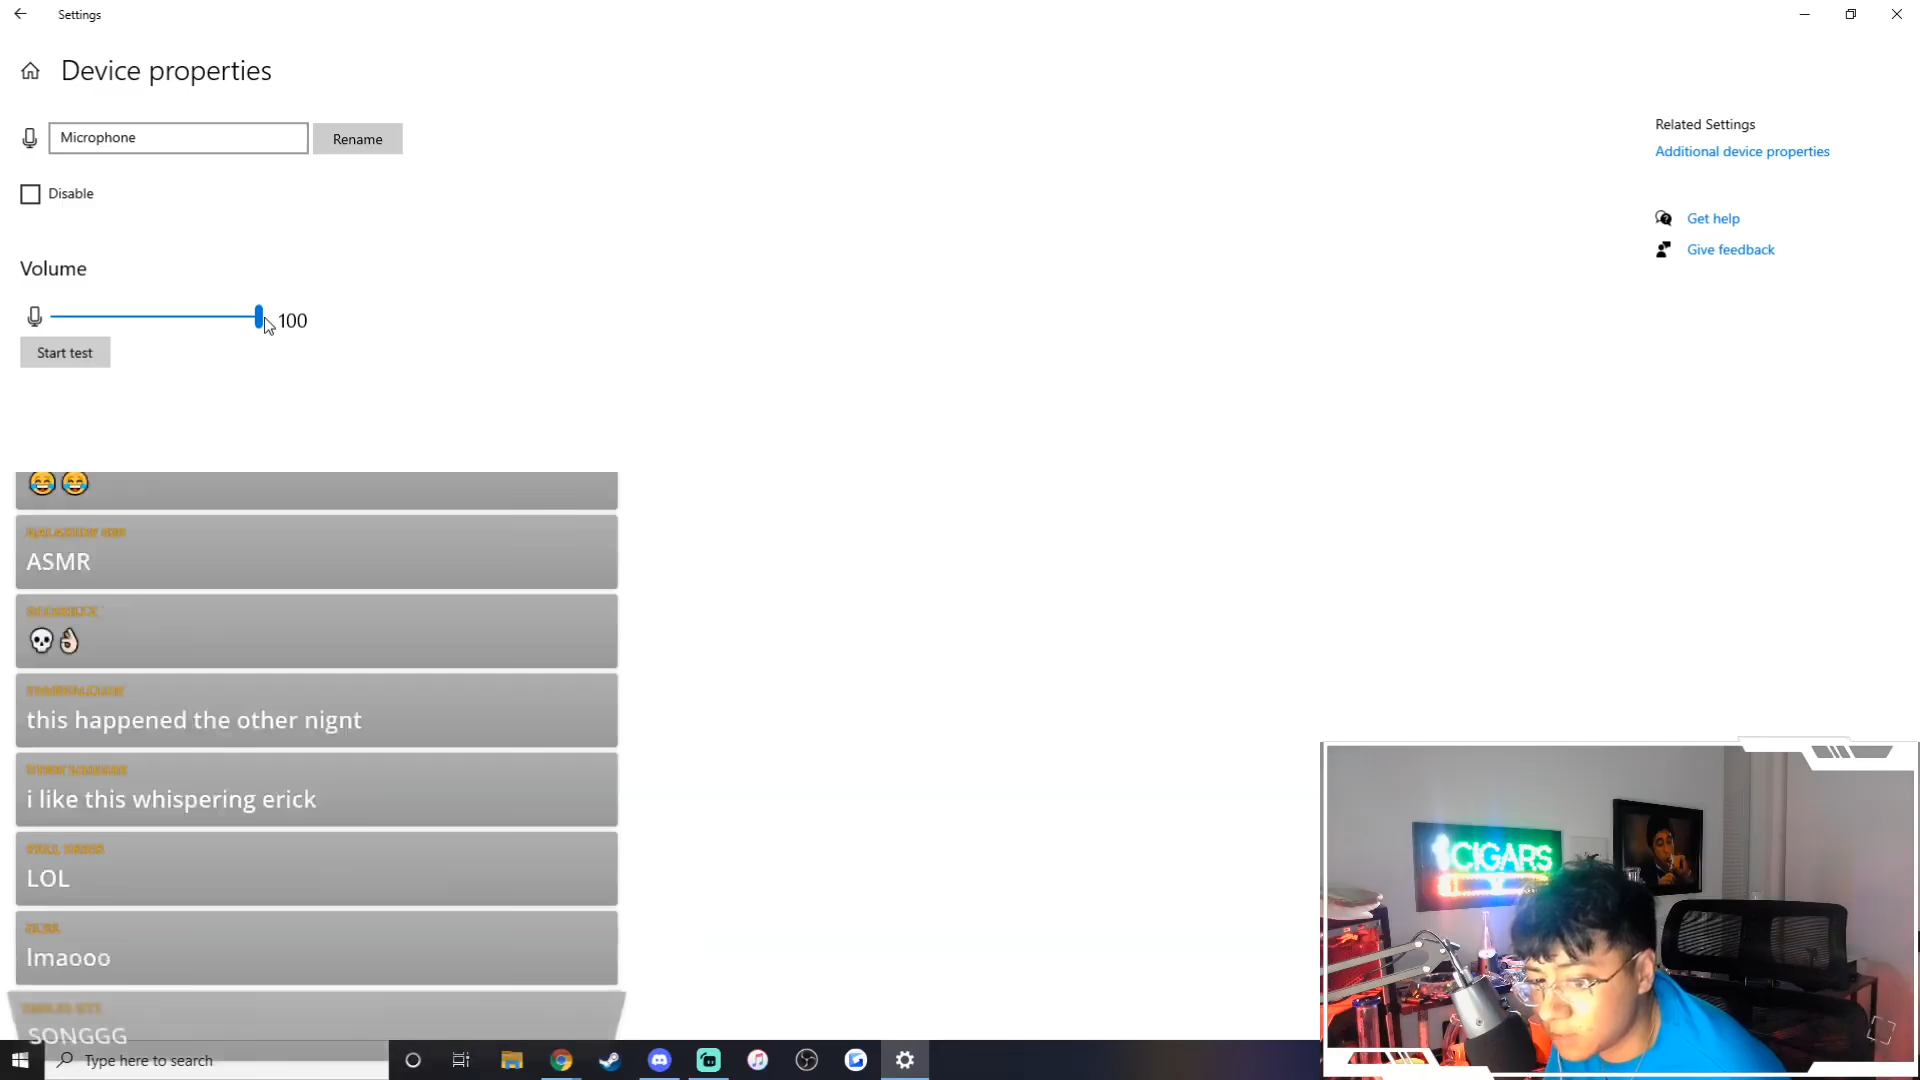 Settings
Device properties
Microphone
Rename
Disable
Volume
100
Start test
Related Settings
Additional device properties
Get help
Give feedback
ASMR
this happened the other nignt
i like this whispering erick
LOL
lmaooo
SONGGG
Type here to search
CIGARS